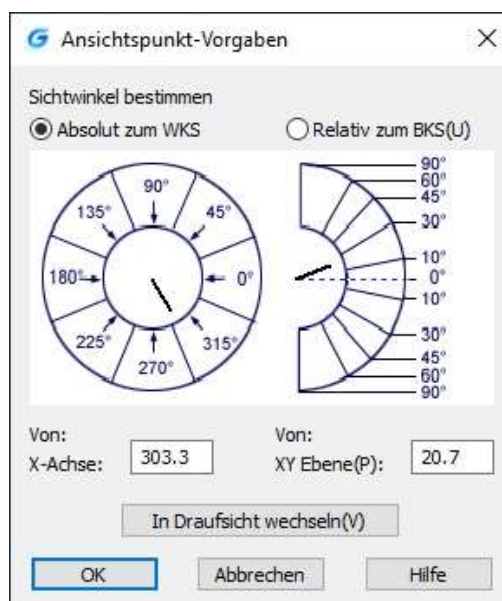 Ansichtspunkt-Vorgaben
Sichtwinkel bestimmen
Absolut zum WKS
Relativ zum BKS(U)
90°
135°
45°
180°
0°
225°
315°
270°
90°
60°
45°
30°
10°
0°
10°
30°
45°
60°
90°
Von:
X-Achse: 303.3
Von:
XY Ebene(P): 20.7
In Draufsicht wechseln(V)
OK
Abbrechen
Hilfe